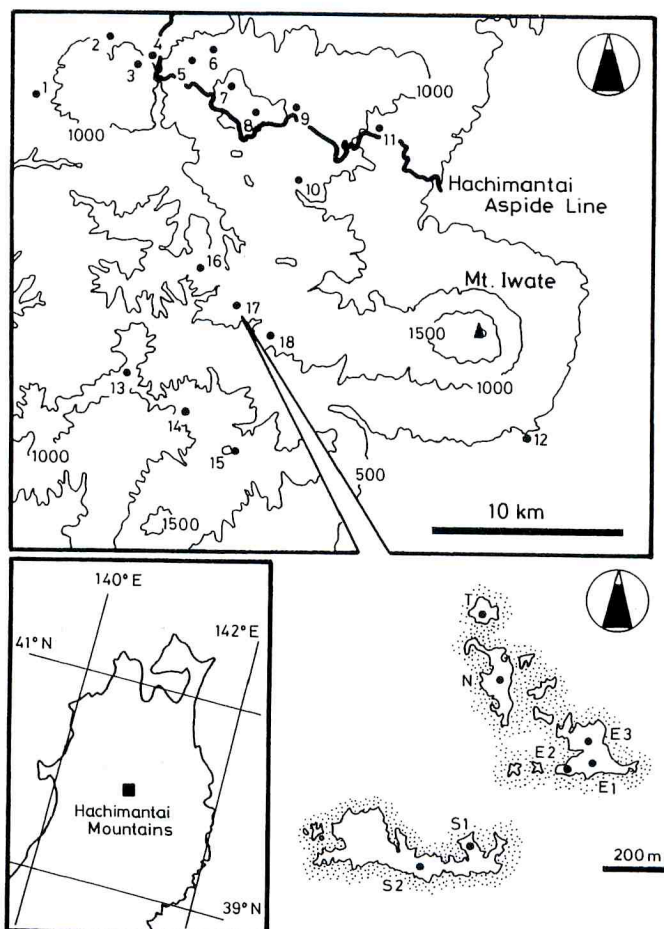 2
4
6
1
3
5
7
1000
1000
8
9
11
10
Hachimantai
Aspide Line
16
Mt. Iwate
17
1500
18
13
1000
14
12
1000
15
500
1500
10 km
140° E
142° E
41° N
Hachimantai
Mountains
39° N
T
N
E3
E2
E1
S1
S2
200 m